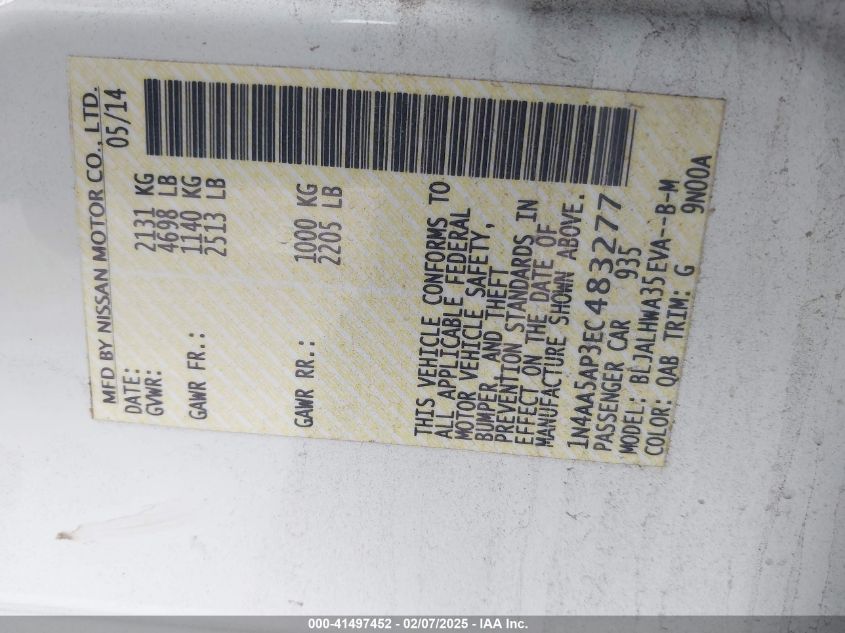 MFD BY NISSAN MOTOR CO., LTD.
DATE: 05/14
GVWR: 2131 KG
4698 LB
GAWR FR.: 1140 KG
2513 LB
GAWR RR.: 1000 KG
2205 LB
THIS VEHICLE CONFORMS TO
ALL APPLICABLE FEDERAL
MOTOR VEHICLE SAFETY,
BUMPER, AND THEFT
PREVENTION STANDARDS IN
EFFECT ON THE DATE OF
MANUFACTURE SHOWN ABOVE.
1N4AA5AP3EC483277
PASSENGER CAR 935
MODEL: BLJALHWA35EVA--B-M
COLOR: QAB TRIM: G 9N00A
000-41497452 - 02/07/2025 - IAA Inc.